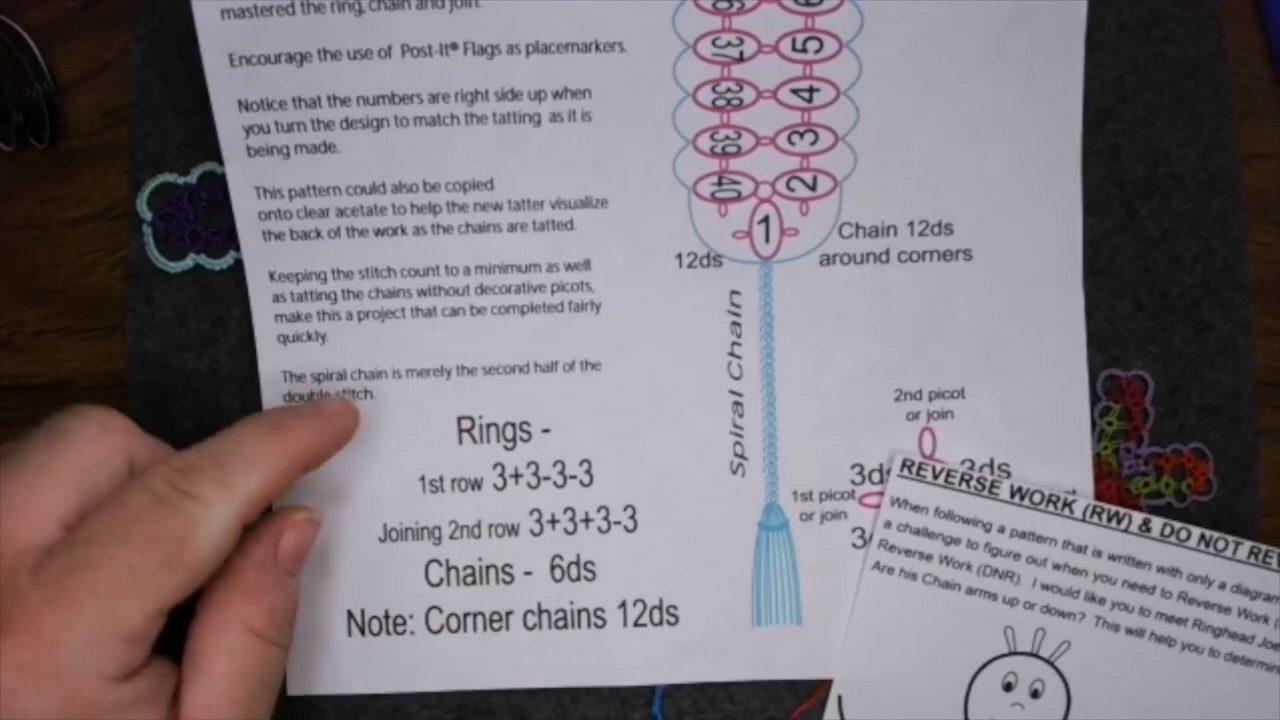 mastered the ring, chain and join.
Encourage the use of Post-It® Flags as placemarkers.
Notice that the numbers are right side up when
you turn the design to match the tatting as it is
being made.
This pattern could also be copied
onto clear acetate to help the new tatter visualize
the back of the work as the chains are tatted.
Keeping the stitch count to a minimum as well
as tatting the chains without decorative picots,
make this a project that can be completed fairly
quickly.
The spiral chain is merely the second half of the
double stitch.
Rings -
1st row 3+3-3-3
Joining 2nd row 3+3+3-3
Chains - 6ds
Note: Corner chains 12ds
37 5
38 4
39 3
40 2
1
12ds
Chain 12ds
around corners
Spiral Chain
2nd picot
or join
3ds
1st picot
or join
REVERSE WORK (RW) & DO NOT
When following a pattern that is written with only a
a challenge to figure out when you need to Reverse Work
Reverse Work (DNR). I would like you to meet Ringhead
Are his Chain arms up or down? This will help you to